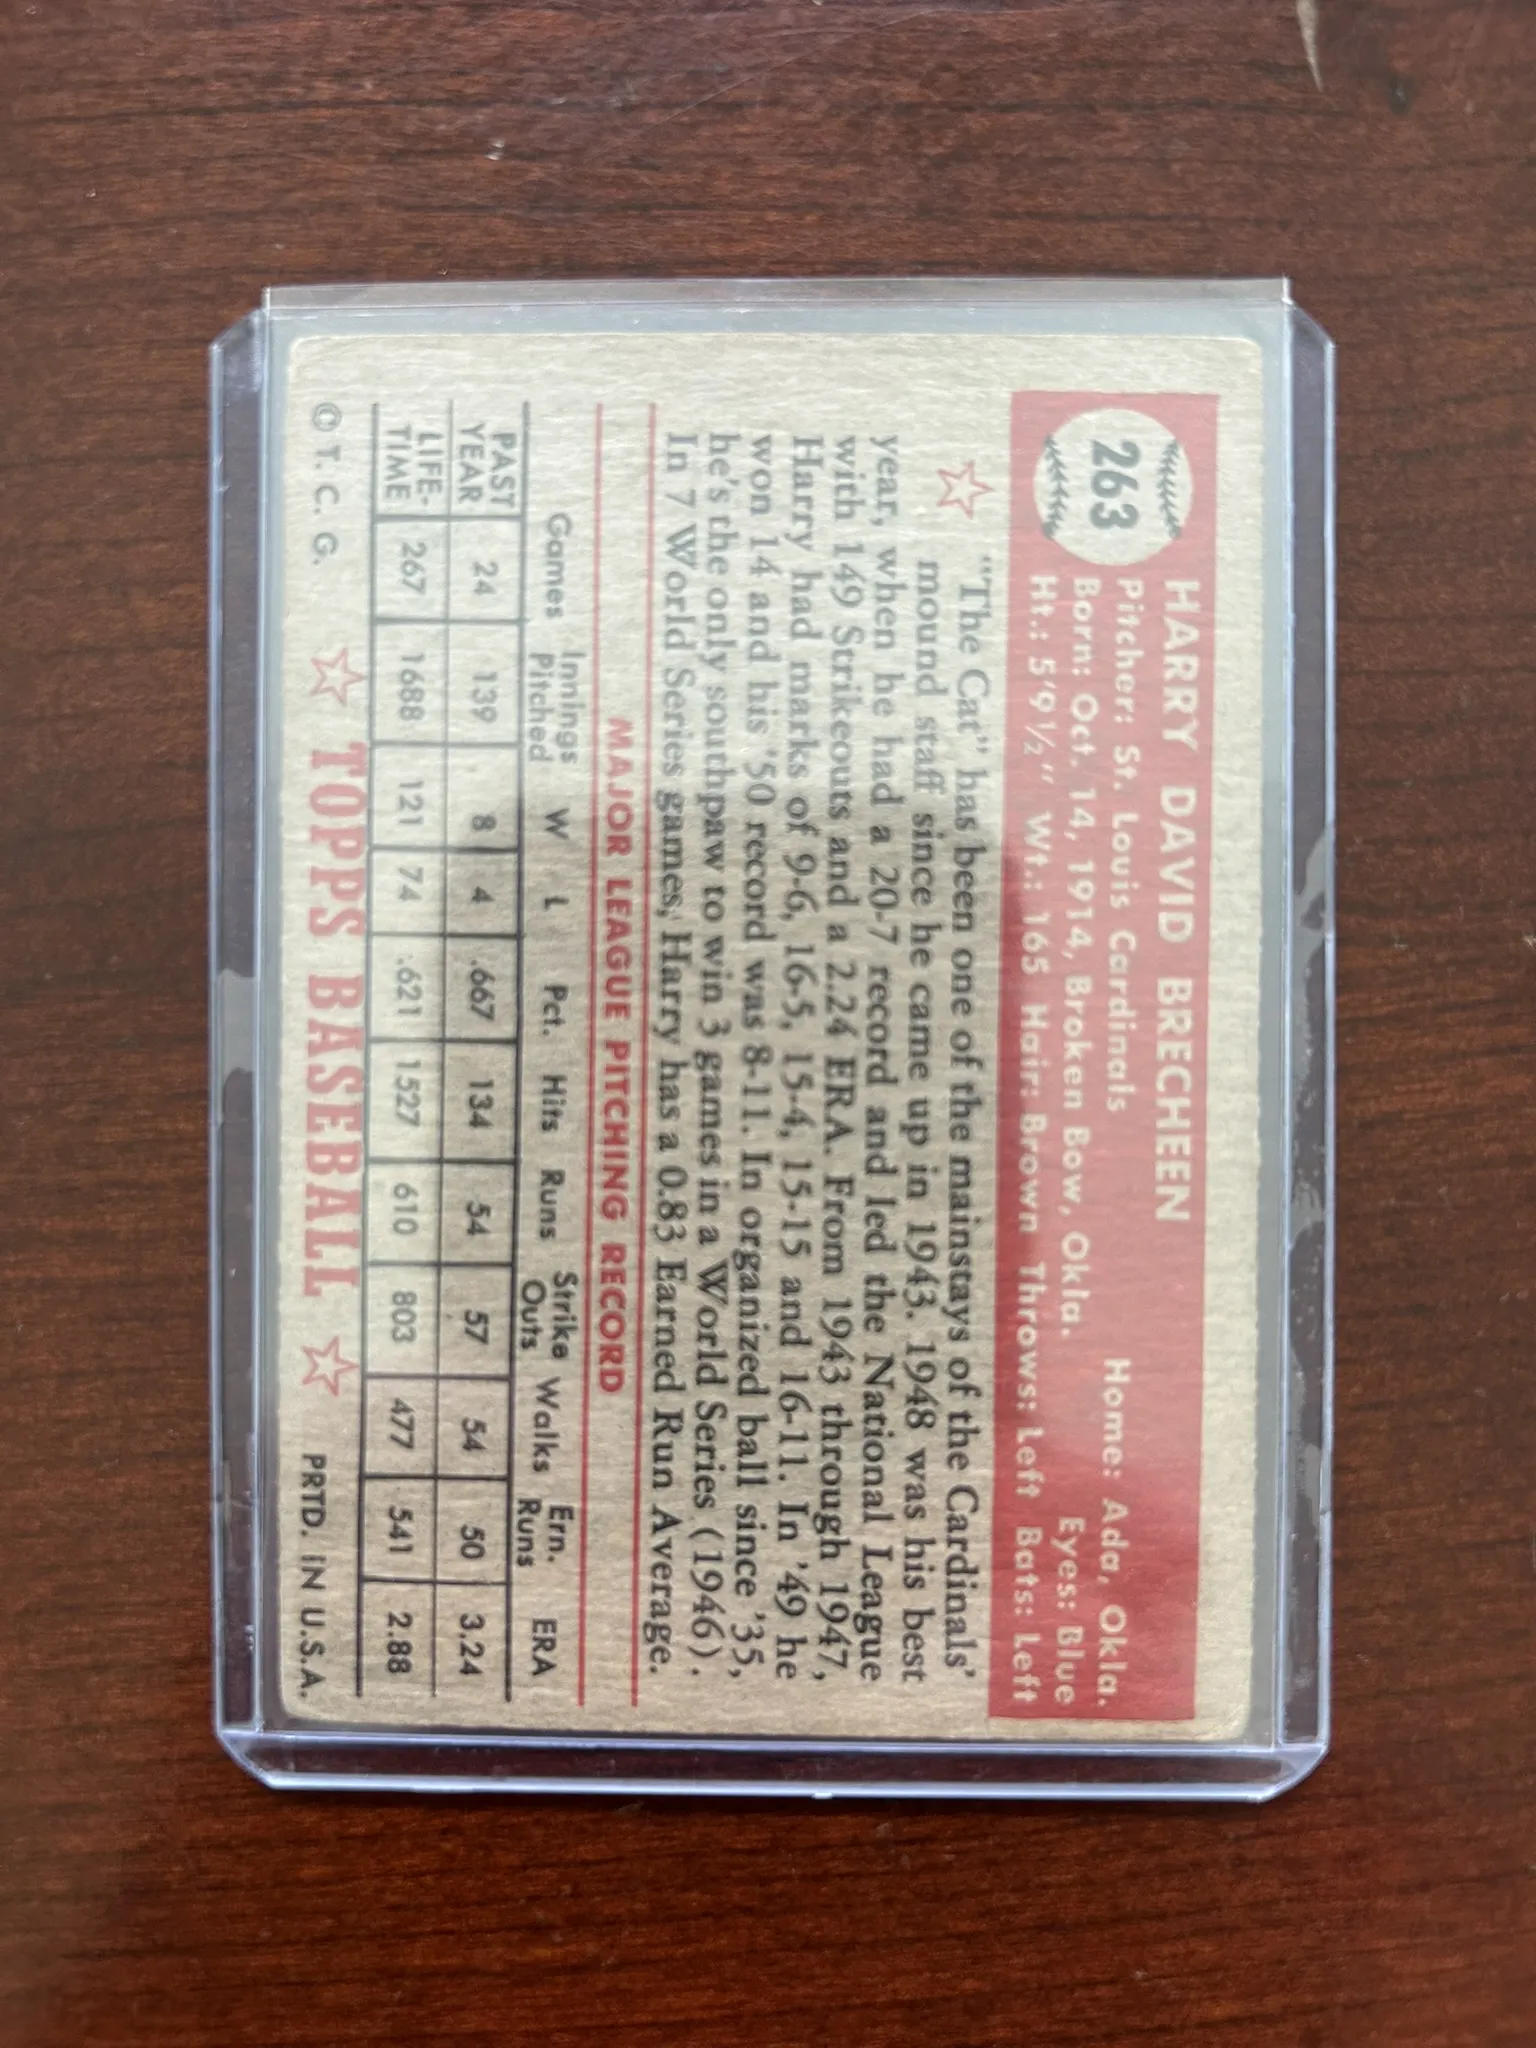 263
HARRY DAVID BRECHEEN
Pitcher: St. Louis Cardinals Home: Ada, Okla.
Born: Oct. 14, 1914, Broken Bow, Okla. Eyes: Blue
Ht.: 5'9½" Wt.: 165 Hair: Brown Throws: Left Bats: Left
"The Cat" has been one of the mainstays of the Cardinals'
mound staff since he came up in 1943. 1948 was his best
year, when he had a 20-7 record and led the National League
with 149 Strikeouts and a 2.24 ERA. From 1943 through 1947,
Harry had marks of 9-6, 16-5, 15-4, 15-15 and 16-11. In '49 he
won 14 and his '50 record was 8-11. In organized ball since '35,
he's the only southpaw to win 3 games in a World Series (1946).
In 7 World Series games, Harry has a 0.83 Earned Run Average.
MAJOR LEAGUE PITCHING RECORD
Games Innings Pitched W L Pct. Hits Runs Strike Outs Walks Ern. Runs ERA
PAST YEAR 24 139 8 4 .667 134 54 57 54 50 3.24
LIFE-TIME 267 1688 121 74 .621 1527 610 803 477 541 2.88
© T. C. G. TOPPS BASEBALL PRTD. IN U.S.A.